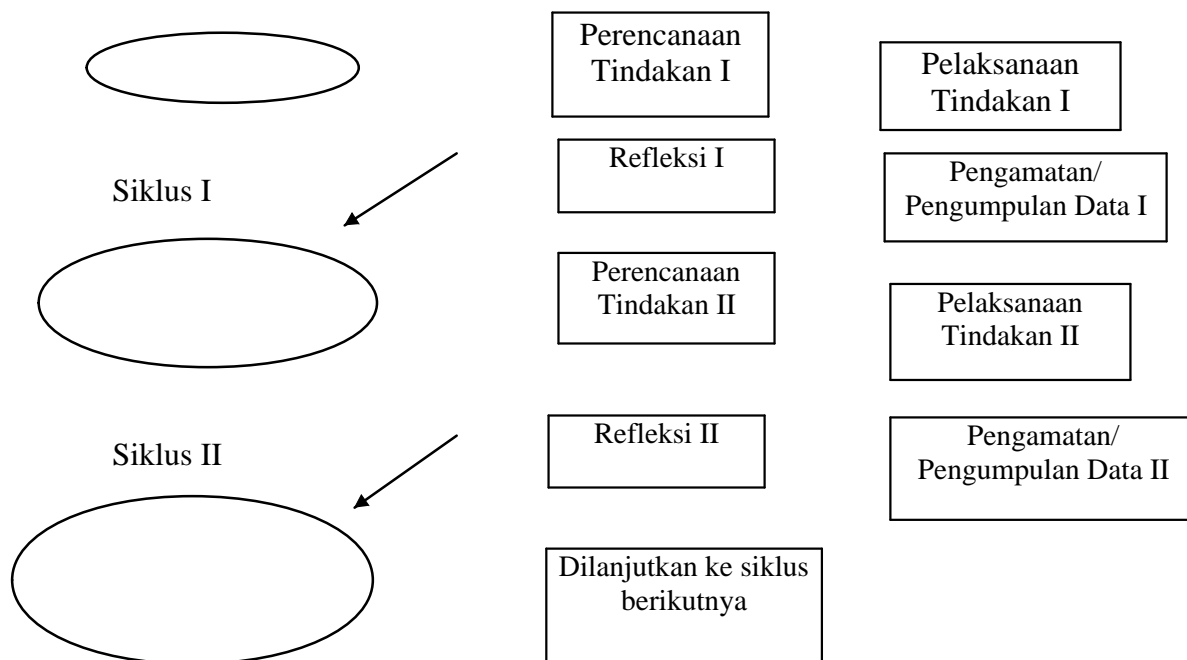 Perencanaan
Tindakan I
Pelaksanaan
Tindakan I
Siklus I
Refleksi I
Pengamatan/
Pengumpulan Data I
Perencanaan
Tindakan II
Pelaksanaan
Tindakan II
Siklus II
Refleksi II
Pengamatan/
Pengumpulan Data II
Dilanjutkan ke siklus
berikutnya